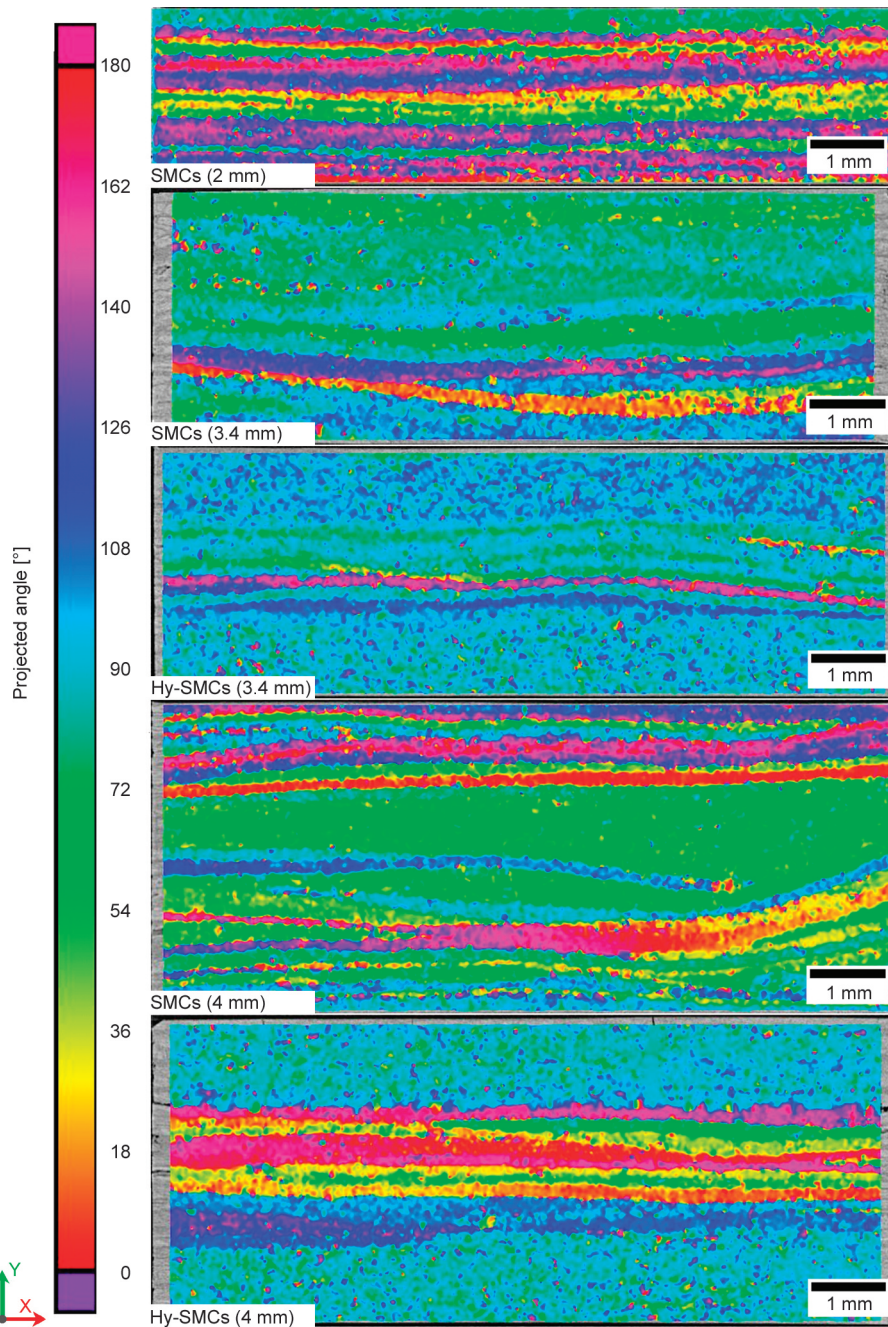 Projected angle [°]
180
162
140
126
108
90
72
54
36
18
0
Y
X
1 mm
SMCs (2 mm)
1 mm
SMCs (3.4 mm)
1 mm
Hy-SMCs (3.4 mm)
1 mm
SMCs (4 mm)
1 mm
Hy-SMCs (4 mm)